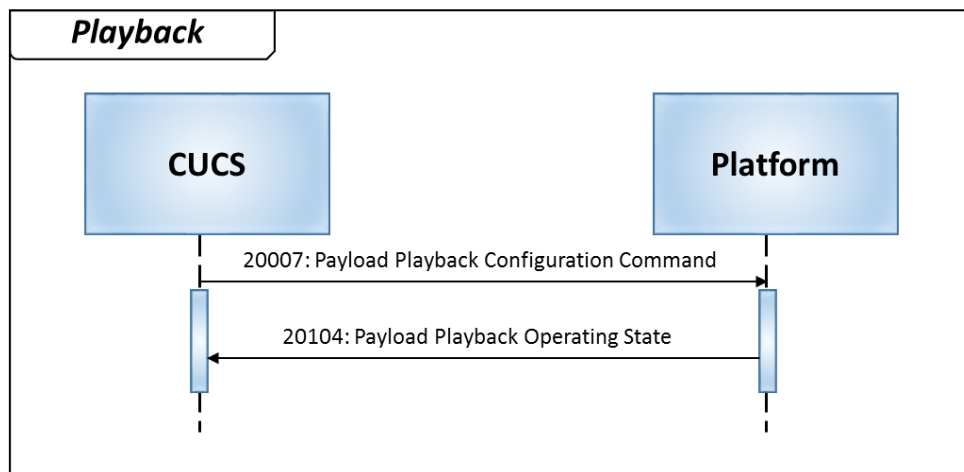 Playback
CUCS
Platform
20007: Payload Playback Configuration Command
20104: Payload Playback Operating State